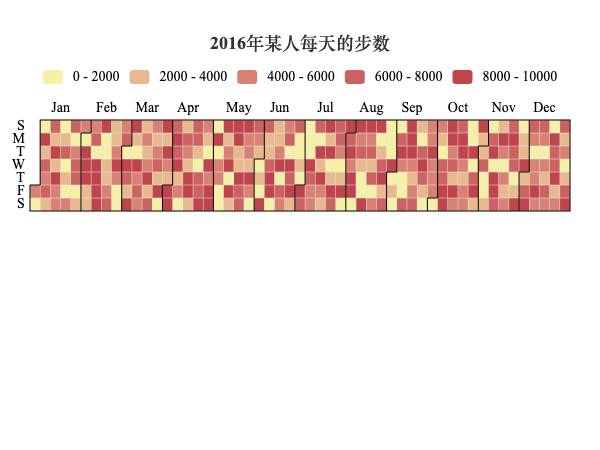 2016年某人每天的步数
0 - 2000 2000 - 4000 4000 - 6000 6000 - 8000 8000 - 10000
Jan Feb Mar Apr May Jun Jul Aug Sep Oct Nov Dec
S
M
T
W
T
F
S